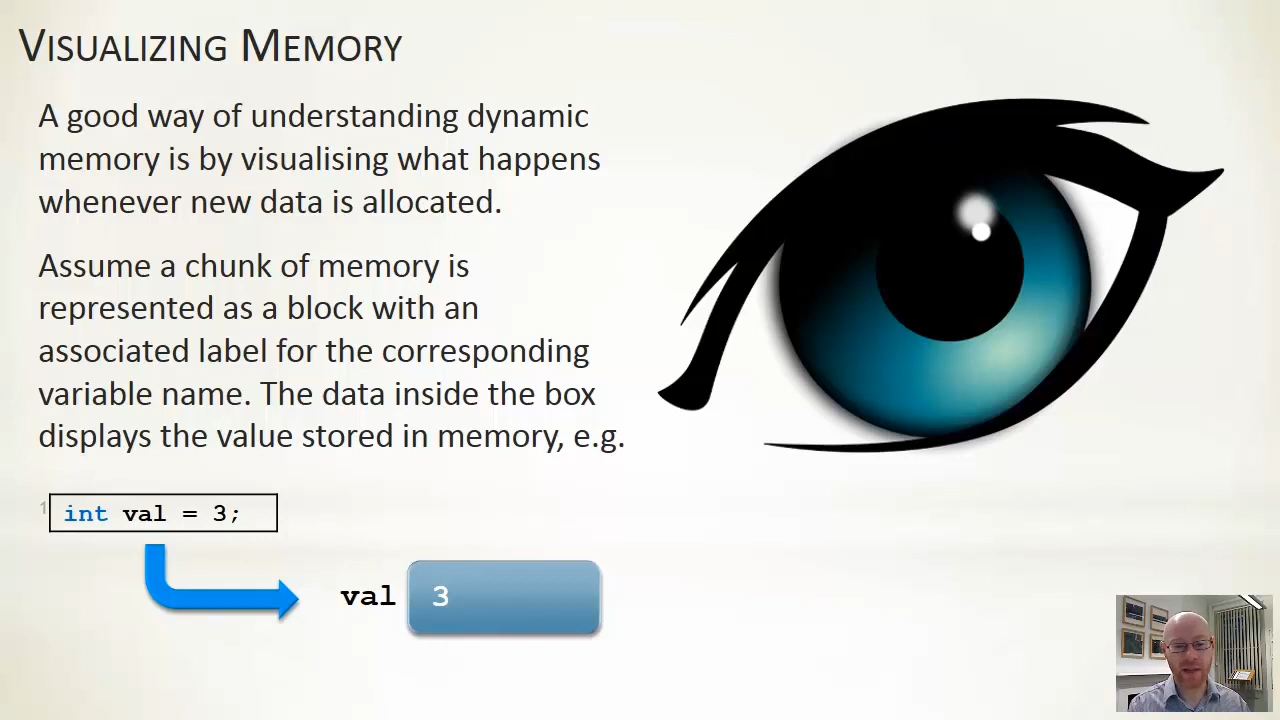 VISUALIZING MEMORY
A good way of understanding dynamic
memory is by visualising what happens
whenever new data is allocated.
Assume a chunk of memory is
represented as a block with an
associated label for the corresponding
variable name. The data inside the box
displays the value stored in memory, e.g.
1 int val = 3;
val 3